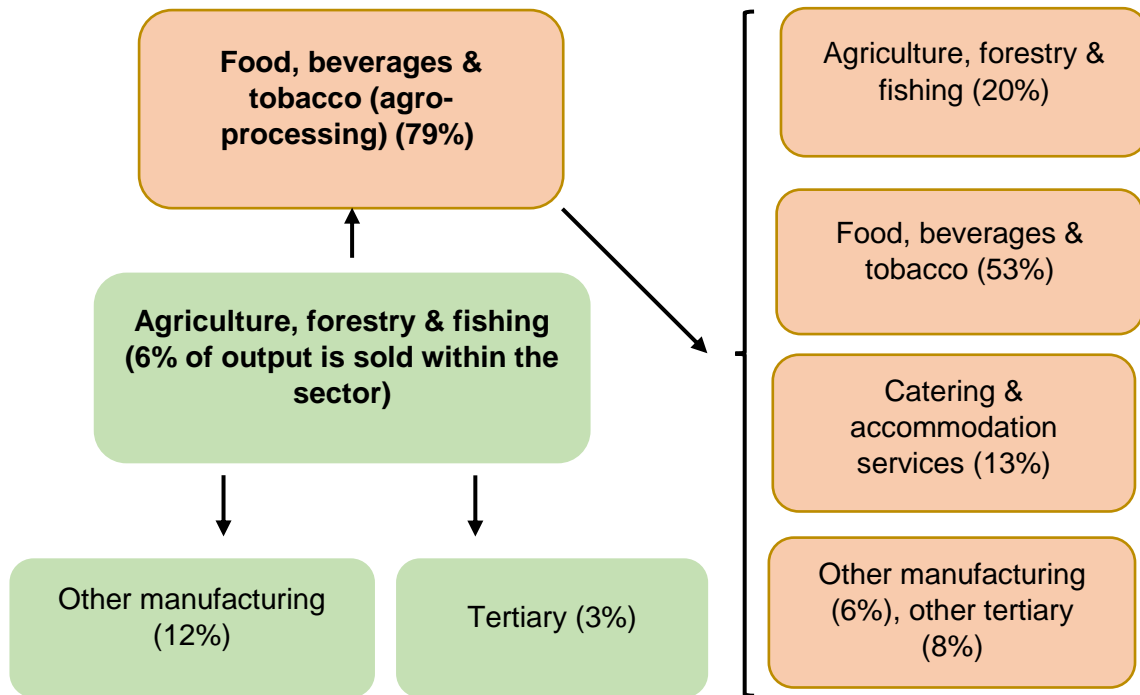 Food, beverages &
tobacco (agro-
processing) (79%)
Agriculture, forestry & fishing
(6% of output is sold within the
sector)
Other manufacturing
(12%)
Tertiary (3%)
Agriculture, forestry &
fishing (20%)
Food, beverages &
tobacco (53%)
Catering &
accommodation
services (13%)
Other manufacturing
(6%), other tertiary
(8%)